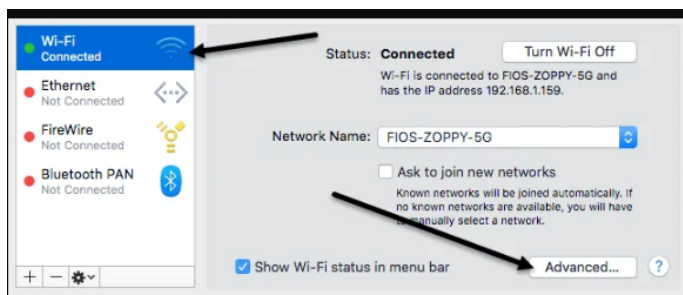 Wi-Fi
Connected
Ethernet
Not Connected
FireWire
Not Connected
Bluetooth PAN
Not Connected
Status: Connected
Turn Wi-Fi Off
Wi-Fi is connected to FIOS-ZOPPY-5G and
has the IP address 192.168.1.159.
Network Name: FIOS-ZOPPY-5G
Ask to join new networks
Known networks will be joined automatically. If
no known networks are available, you will have
to manually select a network.
Show Wi-Fi status in menu bar
Advanced...
?